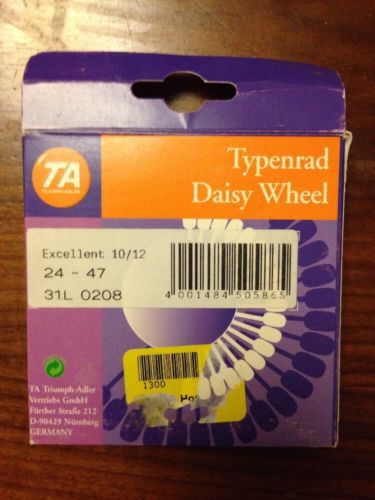 TA
TRIUMPH-ADLER
Typenrad
Daisy Wheel
Excellent 10/12
24 - 47
31L 0208
4 001484 505865
1300
TA Triumph-Adler
Vertriebs GmbH
Fürther Straße 212
D-90429 Nürnberg
GERMANY